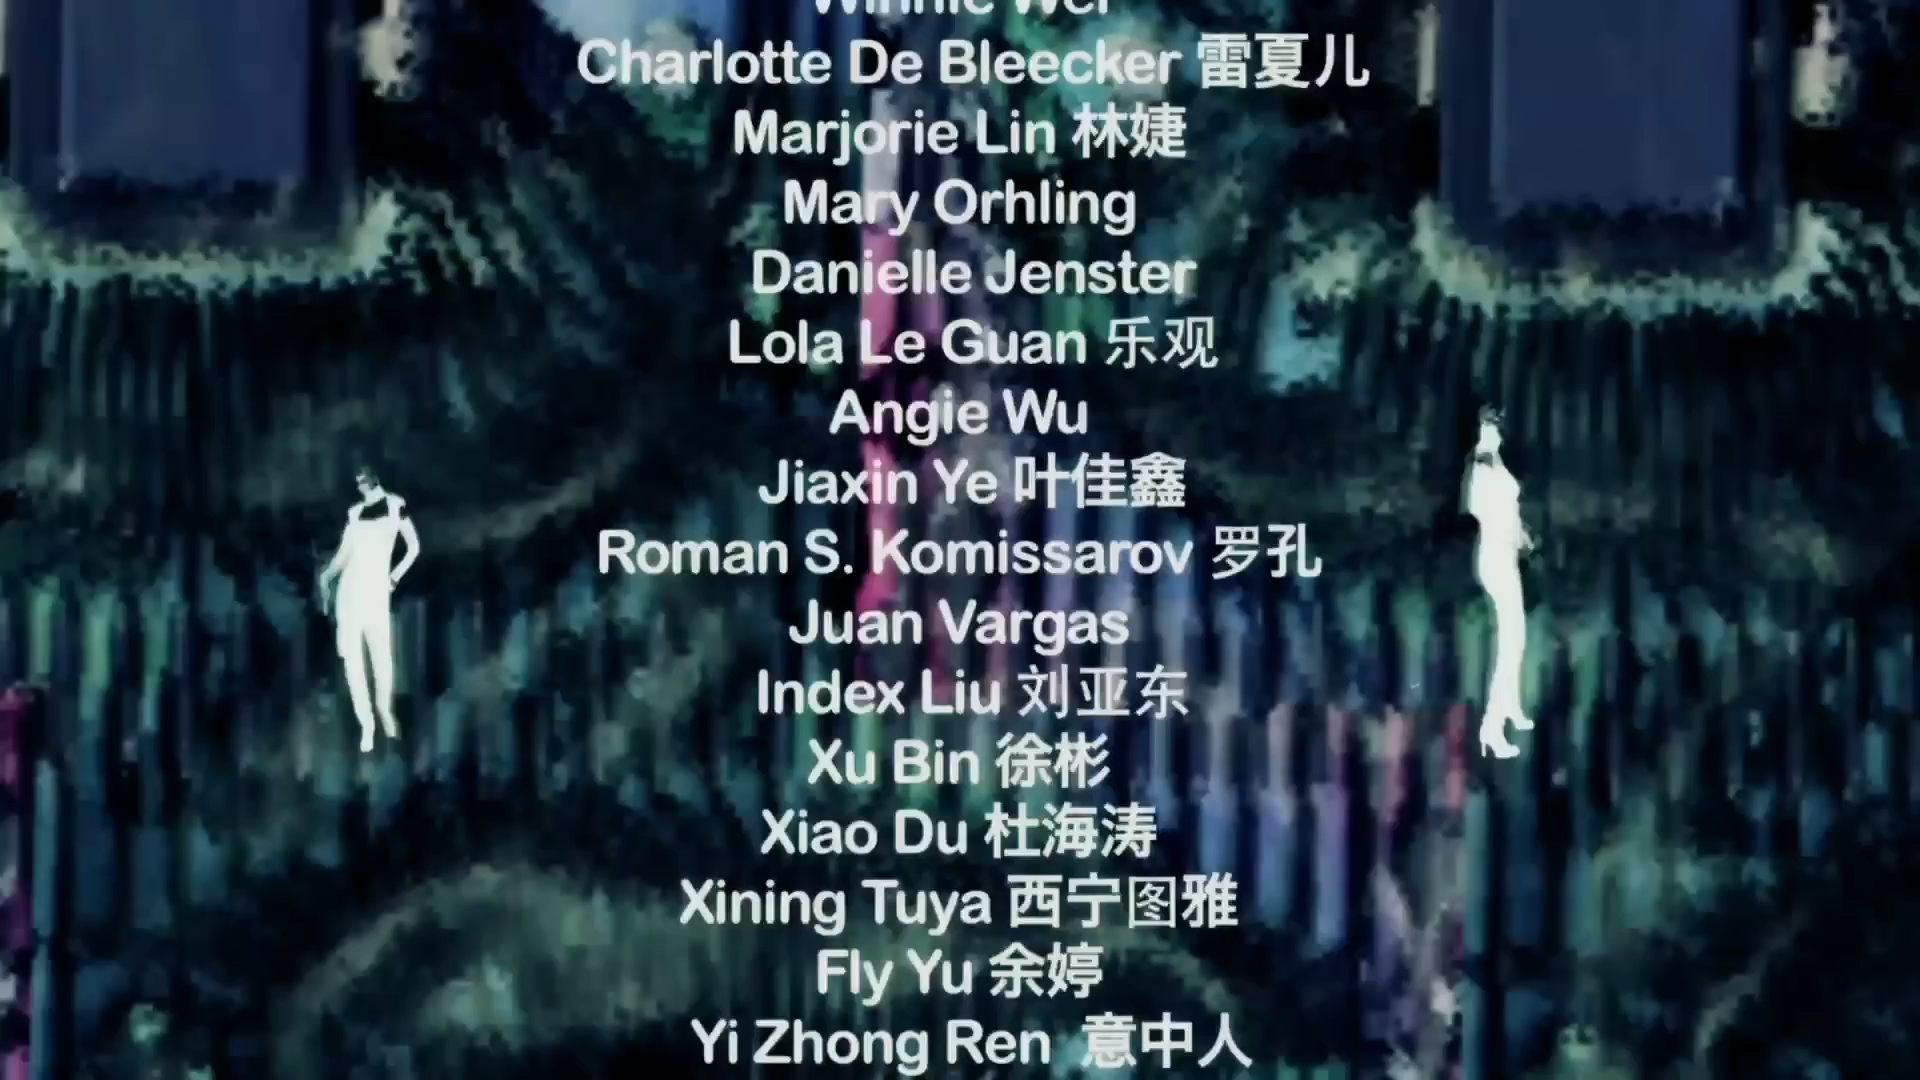 Winnie Wei
Charlotte De Bleecker 雷夏儿
Marjorie Lin 林婕
Mary Orhling
Danielle Jenster
Lola Le Guan 乐观
Angie Wu
Jiaxin Ye 叶佳鑫
Roman S. Komissarov 罗孔
Juan Vargas
Index Liu 刘亚东
Xu Bin 徐彬
Xiao Du 杜海涛
Xining Tuya 西宁图雅
Fly Yu 余婷
Yi Zhong Ren 意中人